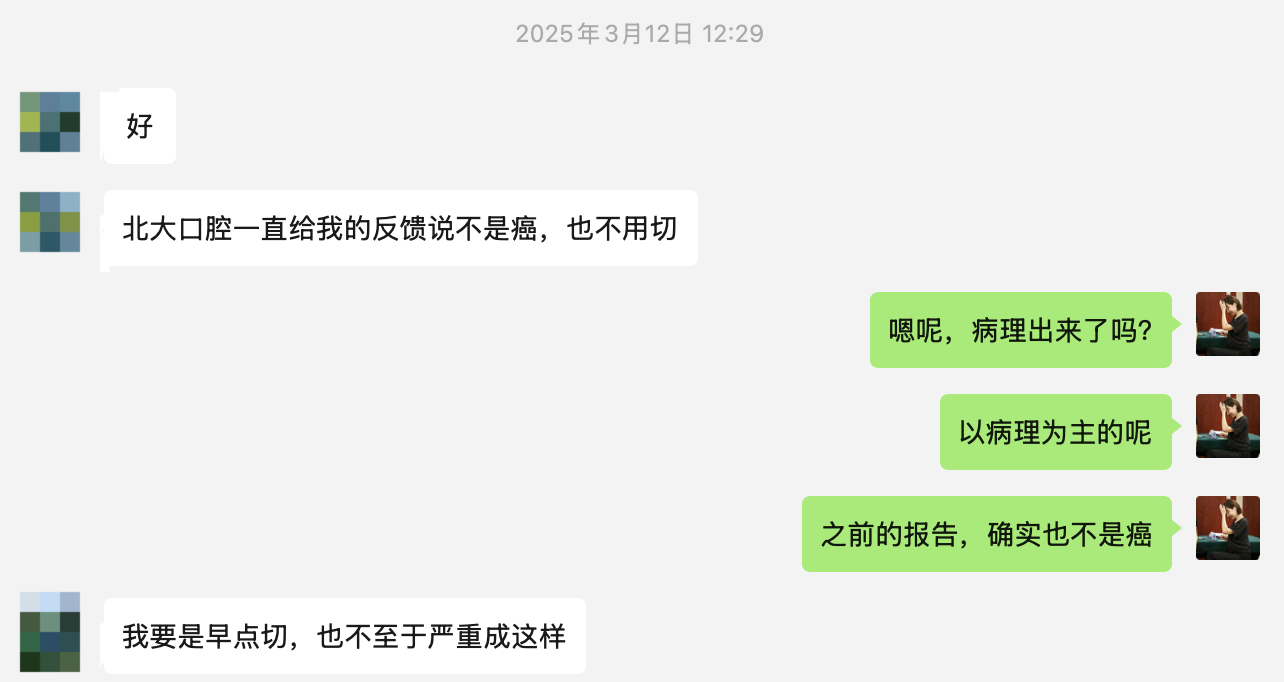 2025年3月12日 12:29
好
北大口腔一直给我的反馈说不是癌，也不用切
嗯呢，病理出来了吗?
以病理为主的呢
之前的报告，确实也不是癌
我要是早点切，也不至于严重成这样